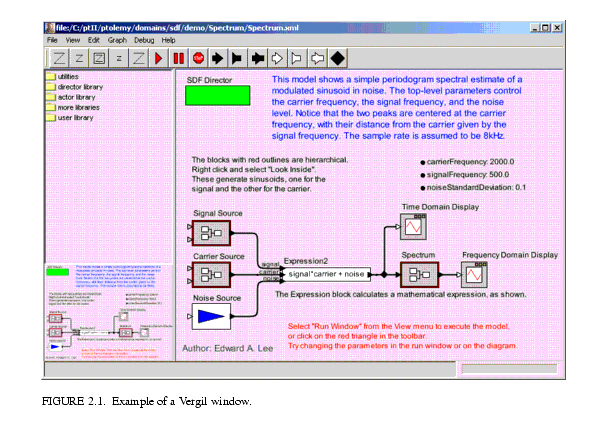 file:/C:/ptII/ptolemy/domains/sdf/demo/Spectrum/Spectrum.xml
File View Edit Graph Debug Help
utilities
director library
actor library
more libraries
user library
SDF Director
This model shows a simple periodogram spectral estimate of a
modulated sinusoid in noise. The top-level parameters control
the carrier frequency, the signal frequency, and the noise
level. Notice that the two peaks are centered at the carrier
frequency, with their distance from the carrier given by the
signal frequency. The sample rate is assumed to be 8kHz.
The blocks with red outlines are hierarchical.
Right click and select "Look Inside".
These generate sinusoids, one for the
signal and the other for the carrier.
carrierFrequency: 2000.0
signalFrequency: 500.0
noiseStandardDeviation: 0.1
Time Domain Display
Signal Source
Carrier Source
signal
carrier
noise
Expression2
signal*carrier + noise
Spectrum
Frequency Domain Display
Noise Source
The Expression block calculates a mathematical expression, as shown.
Select "Run Window" from the View menu to execute the model,
or click on the red triangle in the toolbar.
Try changing the parameters in the run window or on the diagram.
Author: Edward A. Lee
FIGURE 2.1. Example of a Vergil window.